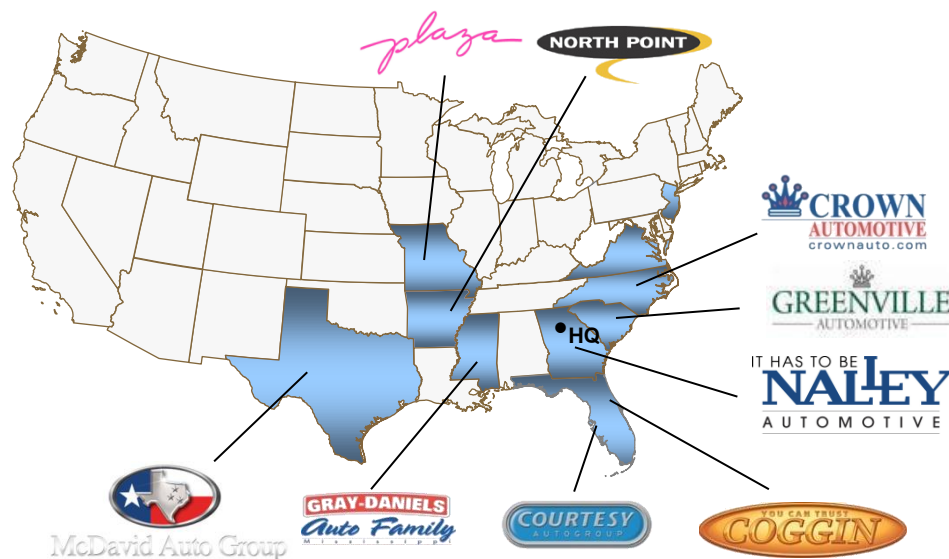 plaza
NORTH POINT
CROWN
AUTOMOTIVE
crownauto.com
GREENVILLE
AUTOMOTIVE
HQ
IT HAS TO BE
NALLEY
AUTOMOTIVE
McDavid Auto Group
GRAY-DANIELS
Auto Family
Mississippi
COURTESY
AUTOGROUP
YOU CAN TRUST
COGGIN